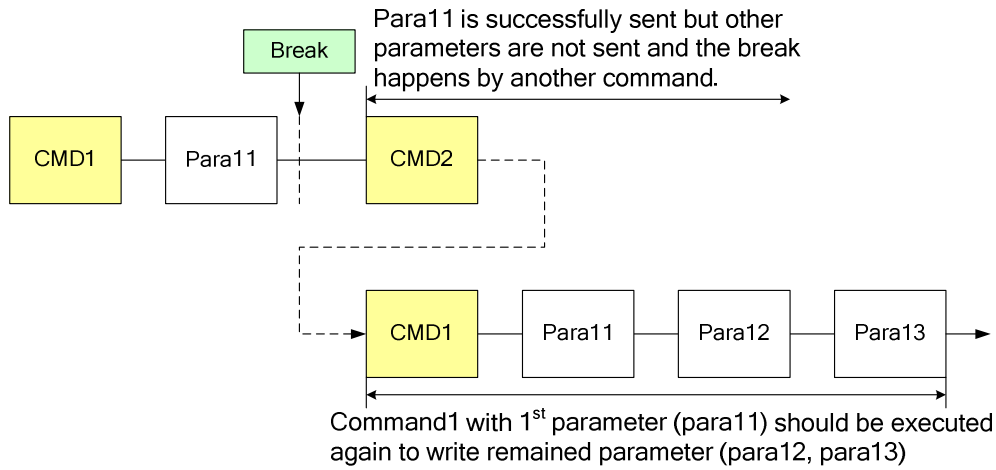 Para11 is successfully sent but other
parameters are not sent and the break
happens by another command.
Break
CMD1
Para11
CMD2
CMD1
Para11
Para12
Para13
Command1 with 1st parameter (para11) should be executed
again to write remained parameter (para12, para13)